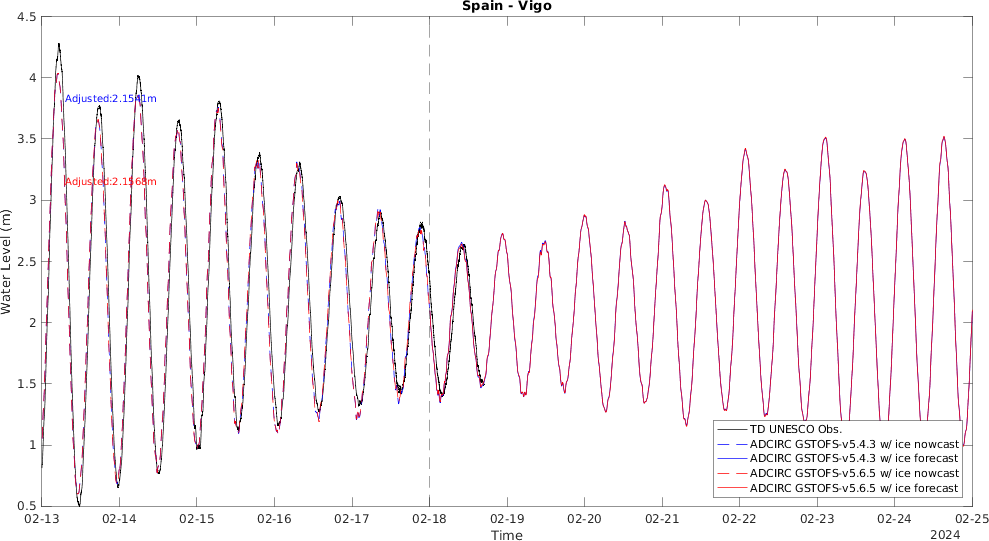 Spain - Vigo
4.5
4
3.5
3
2.5
2
1.5
1
0.5
Water Level (m)
Adjusted:2.1541m
Adjusted:2.1568m
TD UNESCO Obs.
ADCIRC GSTOFS-v5.4.3 w/ ice nowcast
ADCIRC GSTOFS-v5.4.3 w/ ice forecast
ADCIRC GSTOFS-v5.6.5 w/ ice nowcast
ADCIRC GSTOFS-v5.6.5 w/ ice forecast
02-13 02-14 02-15 02-16 02-17 02-18 02-19 02-20 02-21 02-22 02-23 02-24 02-25
Time
2024